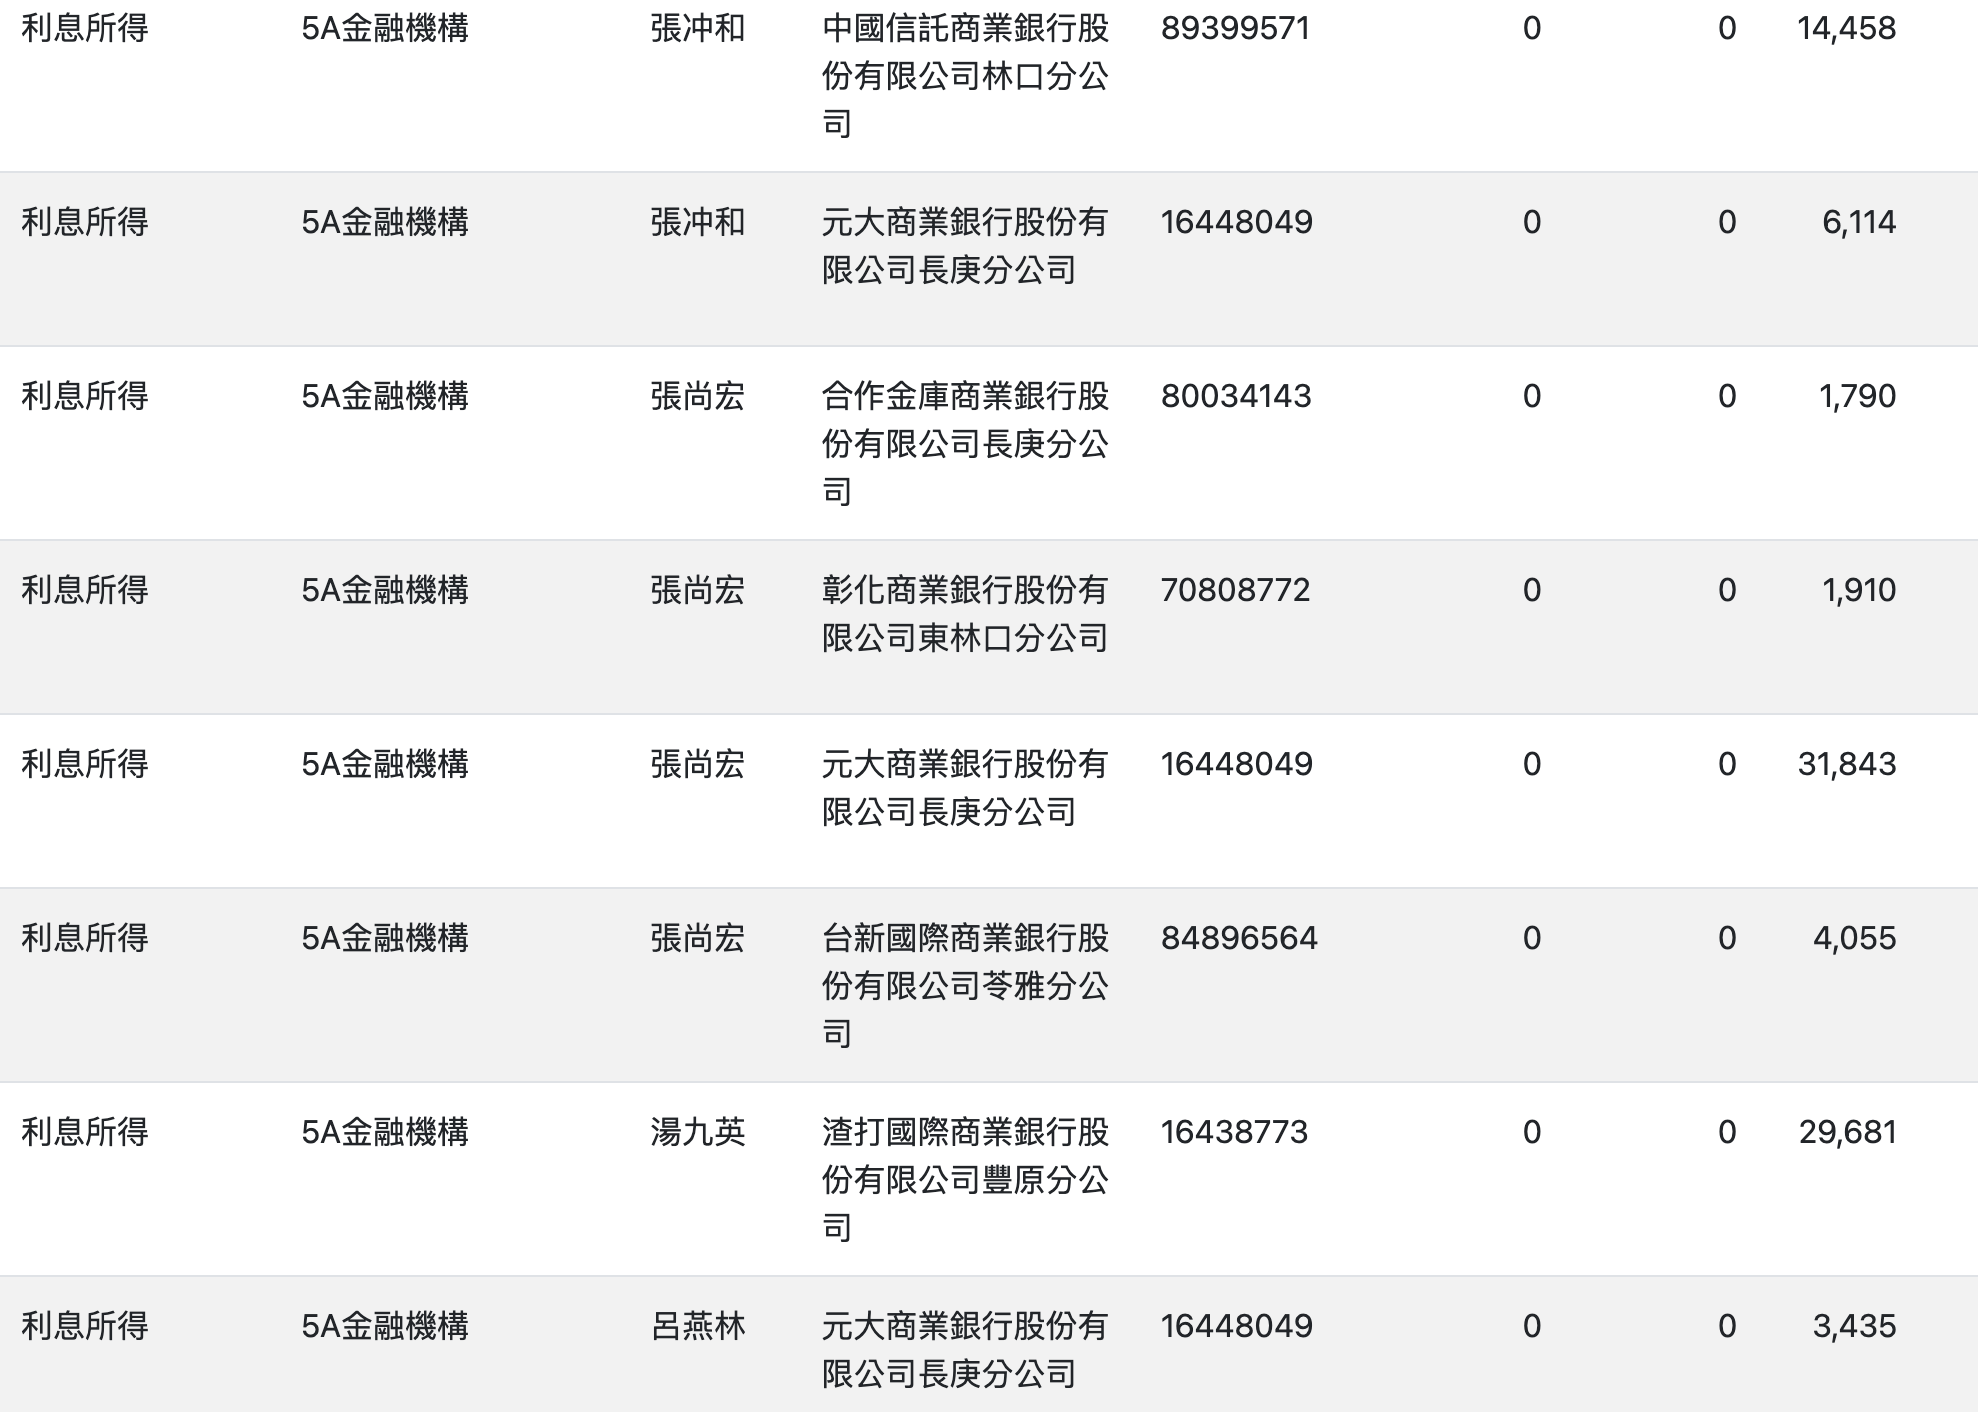 利息所得 5A金融機構 張冲和 中國信託商業銀行股 89399571 0 0 14,458
份有限公司林口分公
司
利息所得 5A金融機構 張冲和 元大商業銀行股份有 16448049 0 0 6,114
限公司長庚分公司
利息所得 5A金融機構 張尚宏 合作金庫商業銀行股 80034143 0 0 1,790
份有限公司長庚分公
司
利息所得 5A金融機構 張尚宏 彰化商業銀行股份有 70808772 0 0 1,910
限公司東林口分公司
利息所得 5A金融機構 張尚宏 元大商業銀行股份有 16448049 0 0 31,843
限公司長庚分公司
利息所得 5A金融機構 張尚宏 台新國際商業銀行股 84896564 0 0 4,055
份有限公司苓雅分公
司
利息所得 5A金融機構 湯九英 渣打國際商業銀行股 16438773 0 0 29,681
份有限公司豐原分公
司
利息所得 5A金融機構 呂燕林 元大商業銀行股份有 16448049 0 0 3,435
限公司長庚分公司